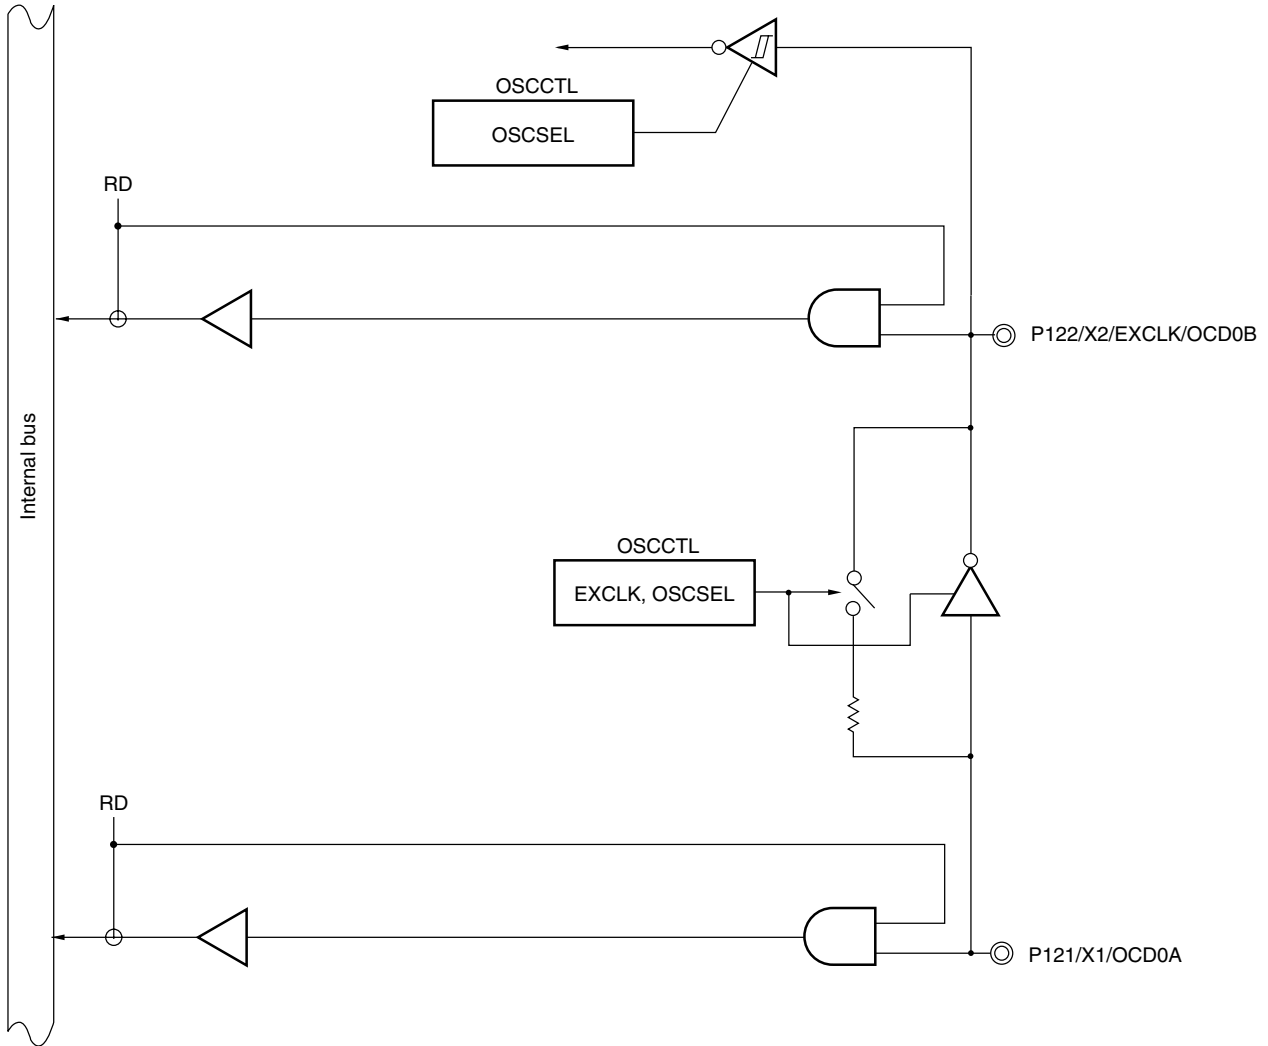 OSCCTL
OSCSEL
RD
P122/X2/EXCLK/OCD0B
Internal bus
OSCCTL
EXCLK, OSCSEL
RD
P121/X1/OCD0A